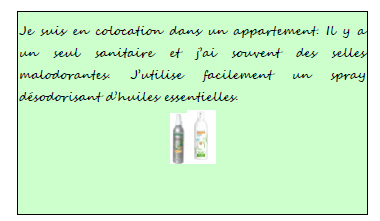 Je suis en colocation dans un appartement. Il y a
un seul sanitaire et j'ai souvent des selles
malodorantes. J'utilise facilement un spray
désodorisant d'huiles essentielles.